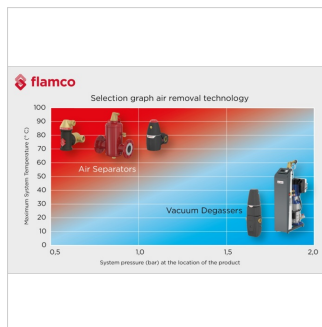 flamco
Selection graph air removal technology
Maximum System Temperature (° C)
100
90
80
70
60
50
40
30
20
10
0
Air Separators
Vacuum Degassers
0,5
1,0
1,5
2,0
System pressure (bar) at the location of the product